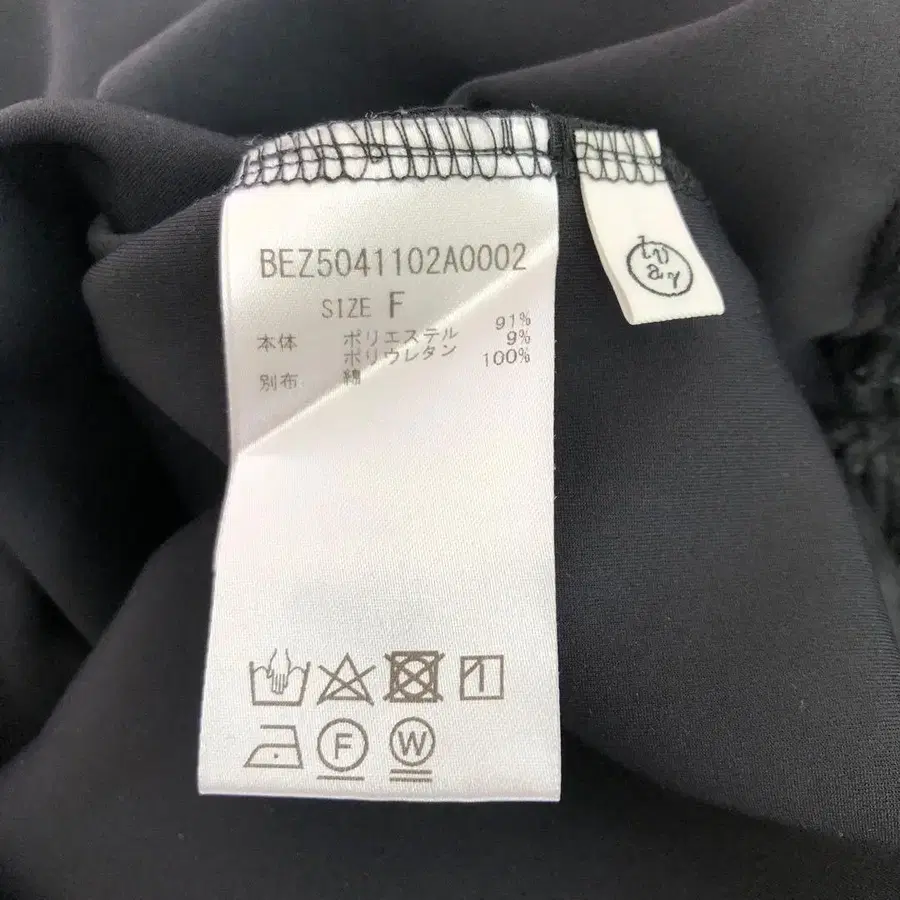 BEZ5041102A0002
SIZE F
本体 ポリエステル 91%
ポリウレタン 9%
別布 綿 100%
F
W